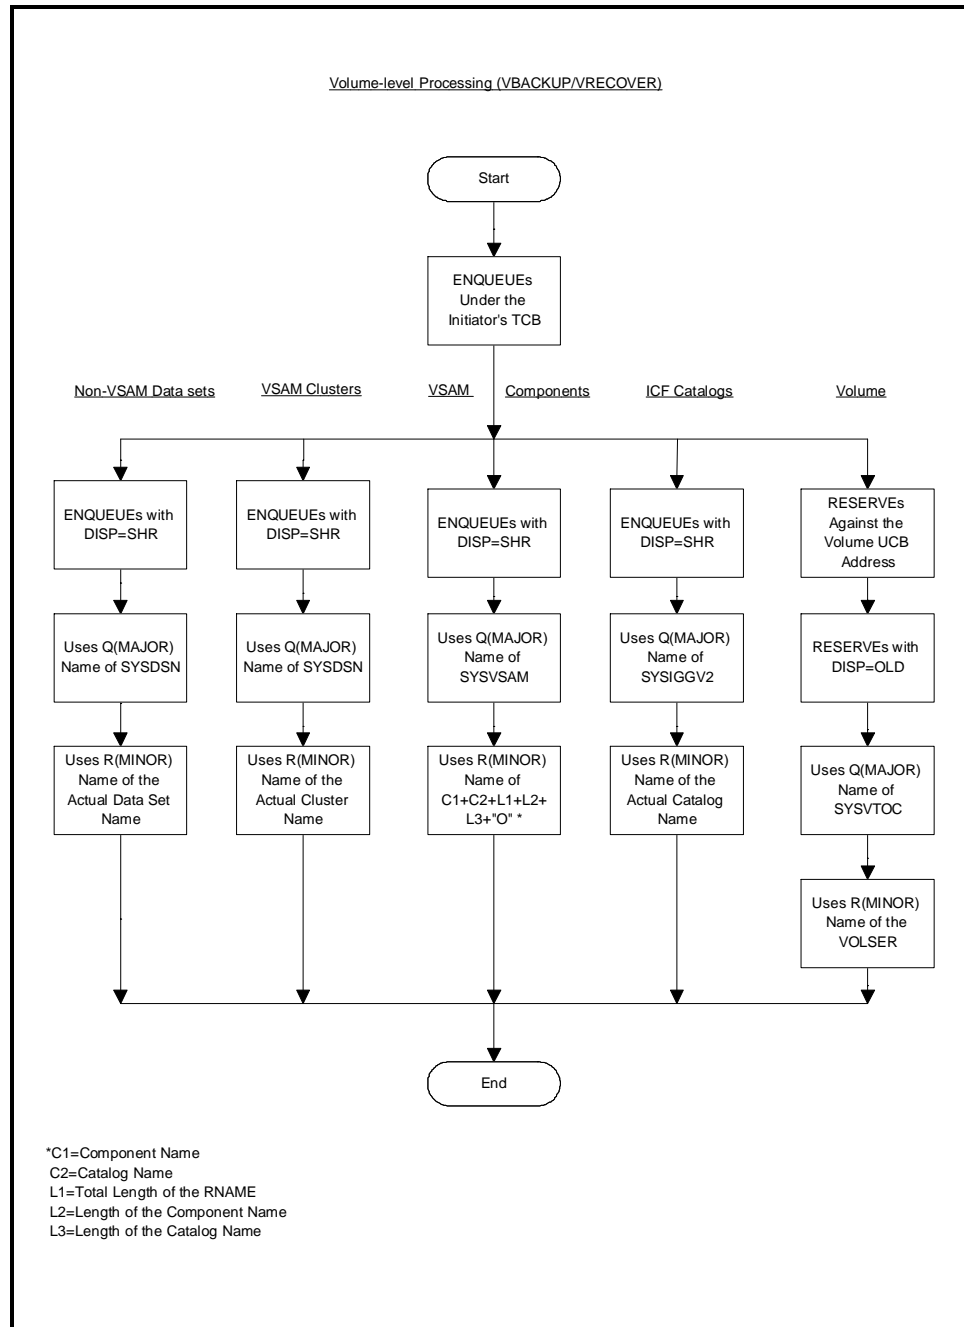 Volume-level Processing (VBACKUP/VRECOVER)
Start
ENQUEUEs
Under the
Initiator's TCB
Non-VSAM Data sets
VSAM Clusters
VSAM Components
ICF Catalogs
Volume
ENQUEUEs with
DISP=SHR
Uses Q(MAJOR)
Name of SYSDSN
Uses R(MINOR)
Name of the
Actual Data Set
Name
ENQUEUEs with
DISP=SHR
Uses Q(MAJOR)
Name of SYSDSN
Uses R(MINOR)
Name of the
Actual Cluster
Name
ENQUEUEs with
DISP=SHR
Uses Q(MAJOR)
Name of
SYSVSAM
Uses R(MINOR)
Name of
C1+C2+L1+L2+
L3+"O" *
ENQUEUEs with
DISP=SHR
Uses Q(MAJOR)
Name of
SYSIGGV2
Uses R(MINOR)
Name of the
Actual Catalog
Name
RESERVEs
Against the
Volume UCB
Address
RESERVEs with
DISP=OLD
Uses Q(MAJOR)
Name of
SYSVTOC
Uses R(MINOR)
Name of the
VOLSER
End
*C1=Component Name
C2=Catalog Name
L1=Total Length of the RNAME
L2=Length of the Component Name
L3=Length of the Catalog Name